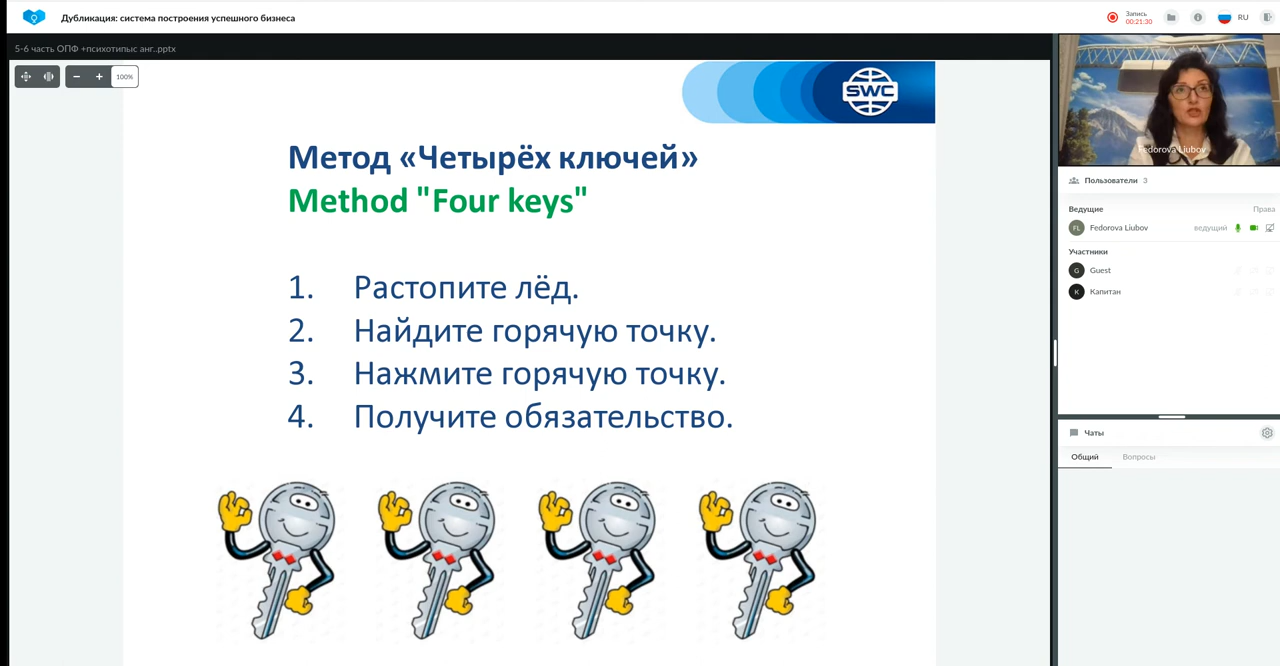 Дубликация: система построения успешного бизнеса
Запись
00:21:30
RU
5-6 часть ОПФ +психотипыс анг..pptx
100%
SWC
Метод «Четырёх ключей»
Method "Four keys"
1. Растопите лёд.
2. Найдите горячую точку.
3. Нажмите горячую точку.
4. Получите обязательство.
Fedorova Liubov
Пользователи 3
Ведущие Права
FL Fedorova Liubov ведущий
Участники
G Guest
К Капитан
Чаты
Общий Вопросы